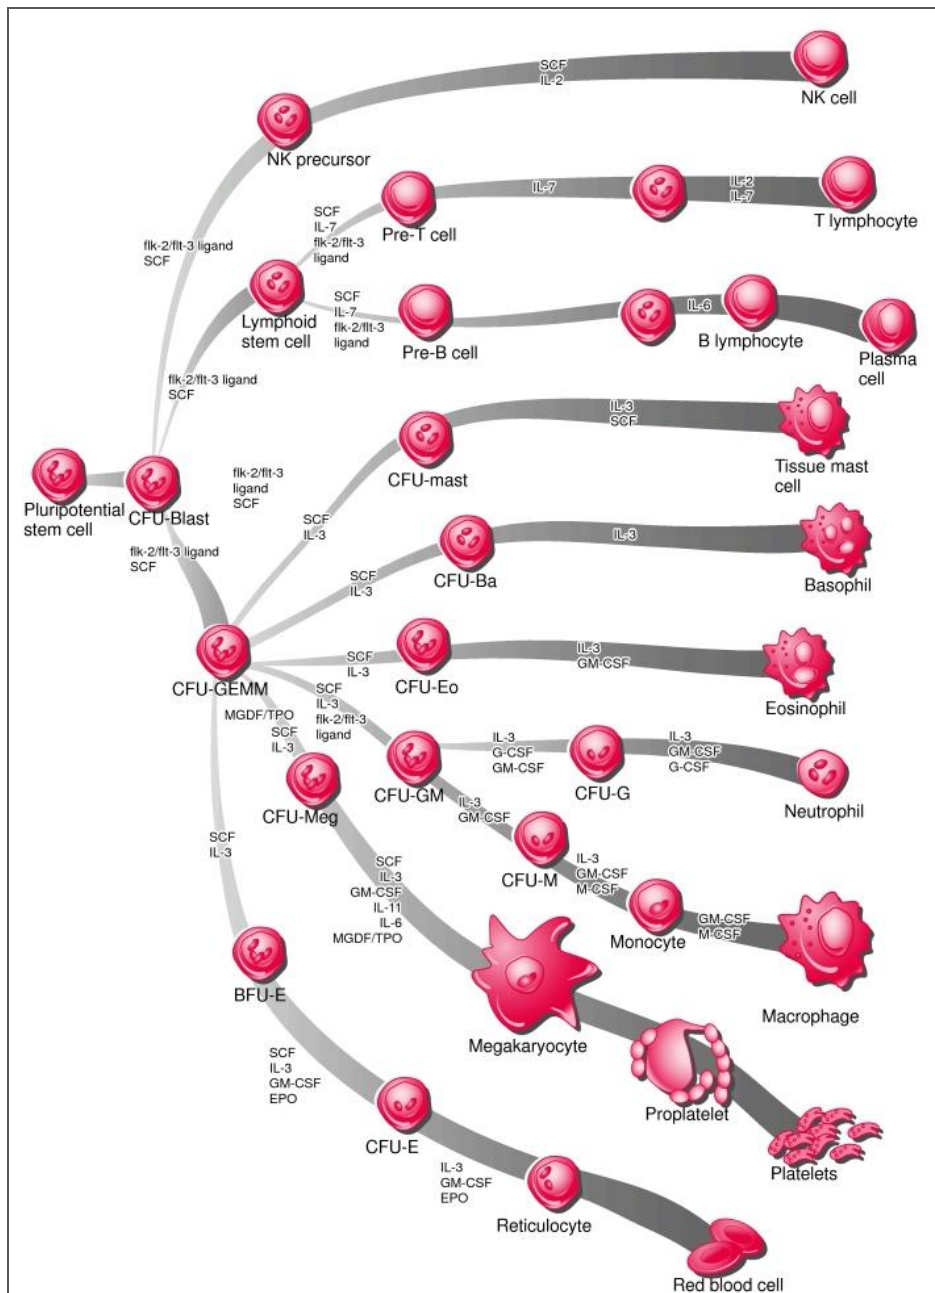 SCF
IL-2
NK cell
NK precursor
flk-2/flt-3 ligand
SCF
SCF
IL-7
flk-2/flt-3
ligand
Pre-T cell
IL-7
IL-2
IL-7
T lymphocyte
Lymphoid
stem cell
SCF
IL-7
flk-2/flt-3
ligand
Pre-B cell
IL-6
B lymphocyte
Plasma
cell
flk-2/flt-3 ligand
SCF
Pluripotential
stem cell
CFU-Blast
flk-2/flt-3
ligand
SCF
flk-2/flt-3 ligand
SCF
SCF
IL-3
CFU-mast
IL-3
SCF
Tissue mast
cell
SCF
IL-3
CFU-Ba
IL-3
Basophil
CFU-GEMM
SCF
IL-3
CFU-Eo
IL-3
GM-CSF
Eosinophil
SCF
IL-3
flk-2/flt-3
ligand
CFU-GM
IL-3
G-CSF
GM-CSF
CFU-G
IL-3
GM-CSF
G-CSF
Neutrophil
MGDF/TPO
SCF
IL-3
CFU-Meg
IL-3
GM-CSF
CFU-M
IL-3
GM-CSF
M-CSF
Monocyte
GM-CSF
M-CSF
Macrophage
SCF
IL-3
GM-CSF
IL-11
IL-6
MGDF/TPO
Megakaryocyte
Proplatelet
Platelets
SCF
IL-3
BFU-E
SCF
IL-3
GM-CSF
EPO
CFU-E
IL-3
GM-CSF
EPO
Reticulocyte
Red blood cell